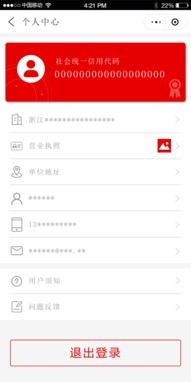 中国移动 4:21 PM 22%
个人中心
社会统一信用代码
000000000000000000
浙江****************
营业执照
单位地址
******
13*********
******@***.**
用户须知
问题反馈
退出登录